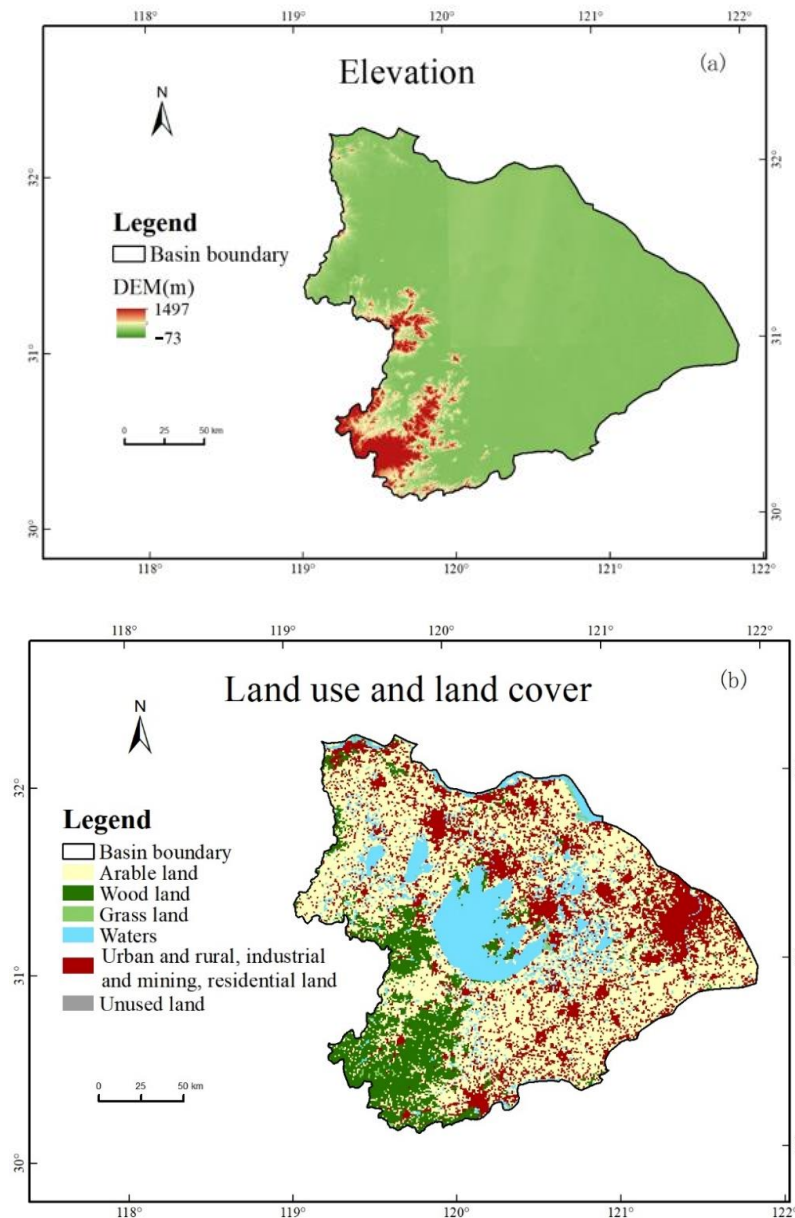 118° 119° 120° 121° 122°
Elevation
(a)
N
32°
32°
Legend
Basin boundary
DEM(m)
1497
−73
31°
31°
0 25 50 km
30°
30°
118° 119° 120° 121° 122°
118° 119° 120° 121° 122°
Land use and land cover
(b)
N
32°
Legend
Basin boundary
Arable land
Wood land
Grass land
Waters
Urban and rural, industrial
and mining, residential land
Unused land
31°
0 25 50 km
30°
118° 119° 120° 121° 122°